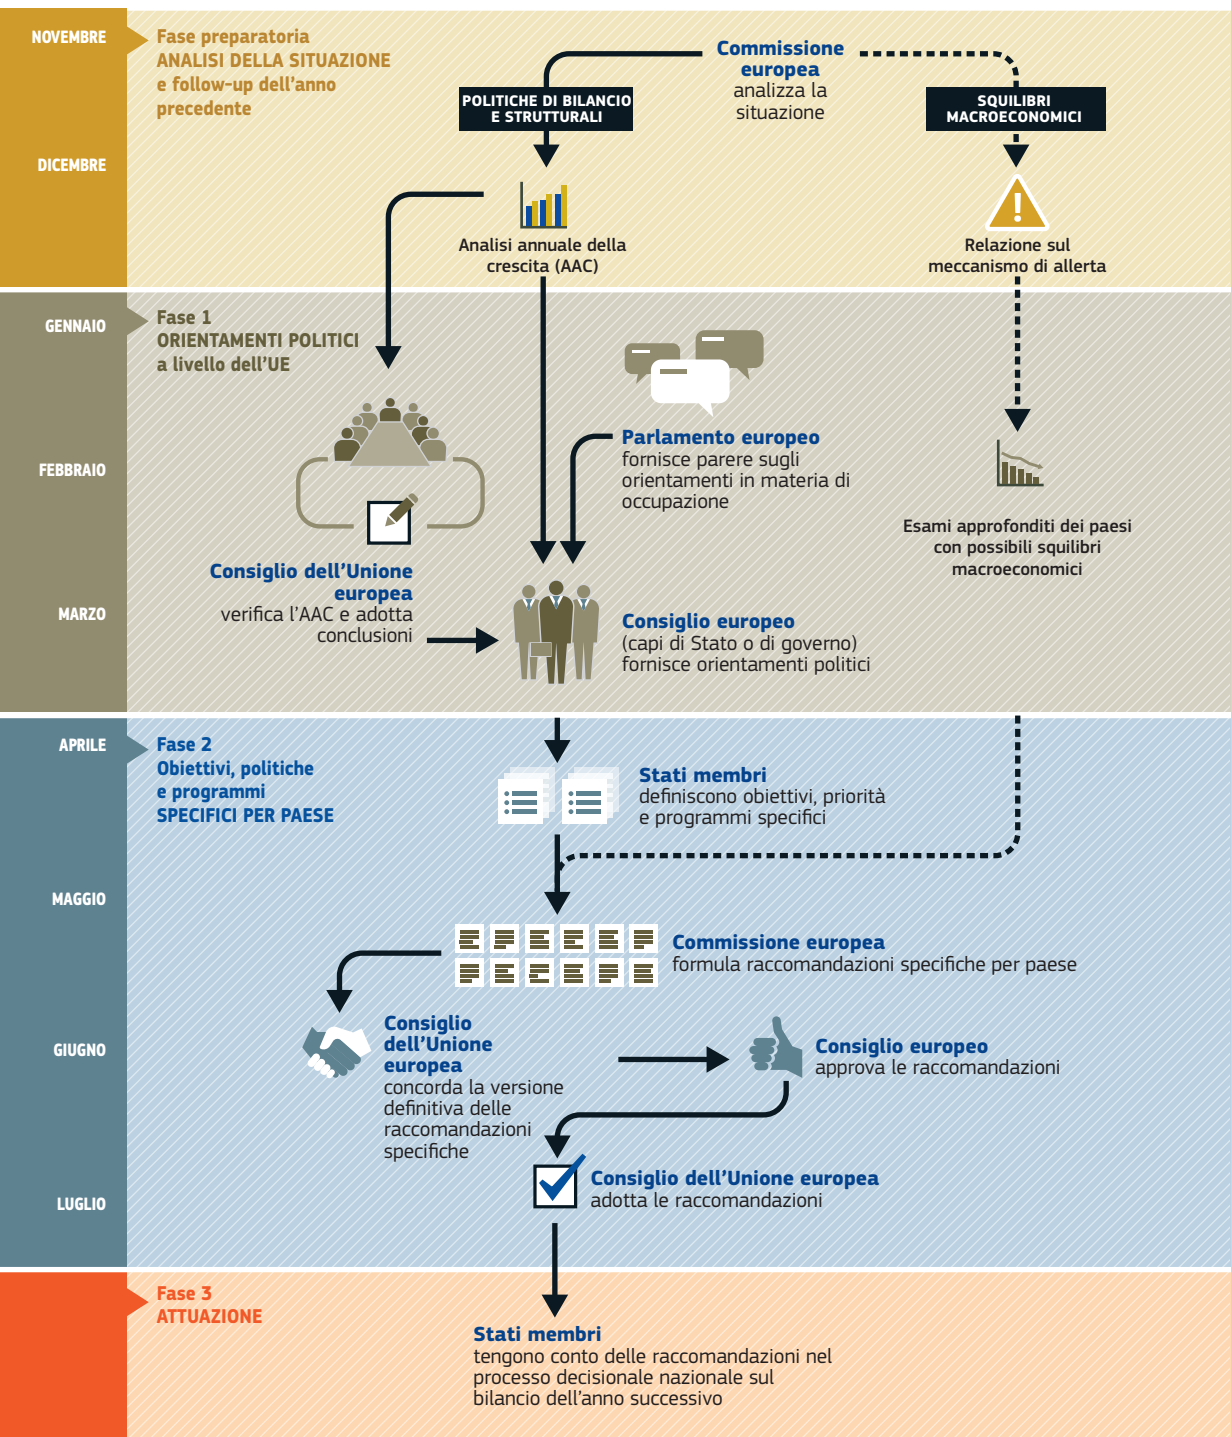 NOVEMBRE
Fase preparatoria
ANALISI DELLA SITUAZIONE
e follow-up dell'anno
precedente
Commissione
europea
analizza la
situazione
POLITICHE DI BILANCIO
E STRUTTURALI
SQUILIBRI
MACROECONOMICI
DICEMBRE
Analisi annuale della
crescita (AAC)
Relazione sul
meccanismo di allerta
GENNAIO
Fase 1
ORIENTAMENTI POLITICI
a livello dell'UE
FEBBRAIO
Parlamento europeo
fornisce parere sugli
orientamenti in materia di
occupazione
Esami approfonditi dei paesi
con possibili squilibri
macroeconomici
Consiglio dell'Unione
europea
verifica l'AAC e adotta
conclusioni
MARZO
Consiglio europeo
(capi di Stato o di governo)
fornisce orientamenti politici
APRILE
Fase 2
Obiettivi, politiche
e programmi
SPECIFICI PER PAESE
Stati membri
definiscono obiettivi, priorità
e programmi specifici
MAGGIO
Commissione europea
formula raccomandazioni specifiche per paese
GIUGNO
Consiglio
dell'Unione
europea
concorda la versione
definitiva delle
raccomandazioni
specifiche
Consiglio europeo
approva le raccomandazioni
LUGLIO
Consiglio dell'Unione europea
adotta le raccomandazioni
Fase 3
ATTUAZIONE
Stati membri
tengono conto delle raccomandazioni nel
processo decisionale nazionale sul
bilancio dell'anno successivo